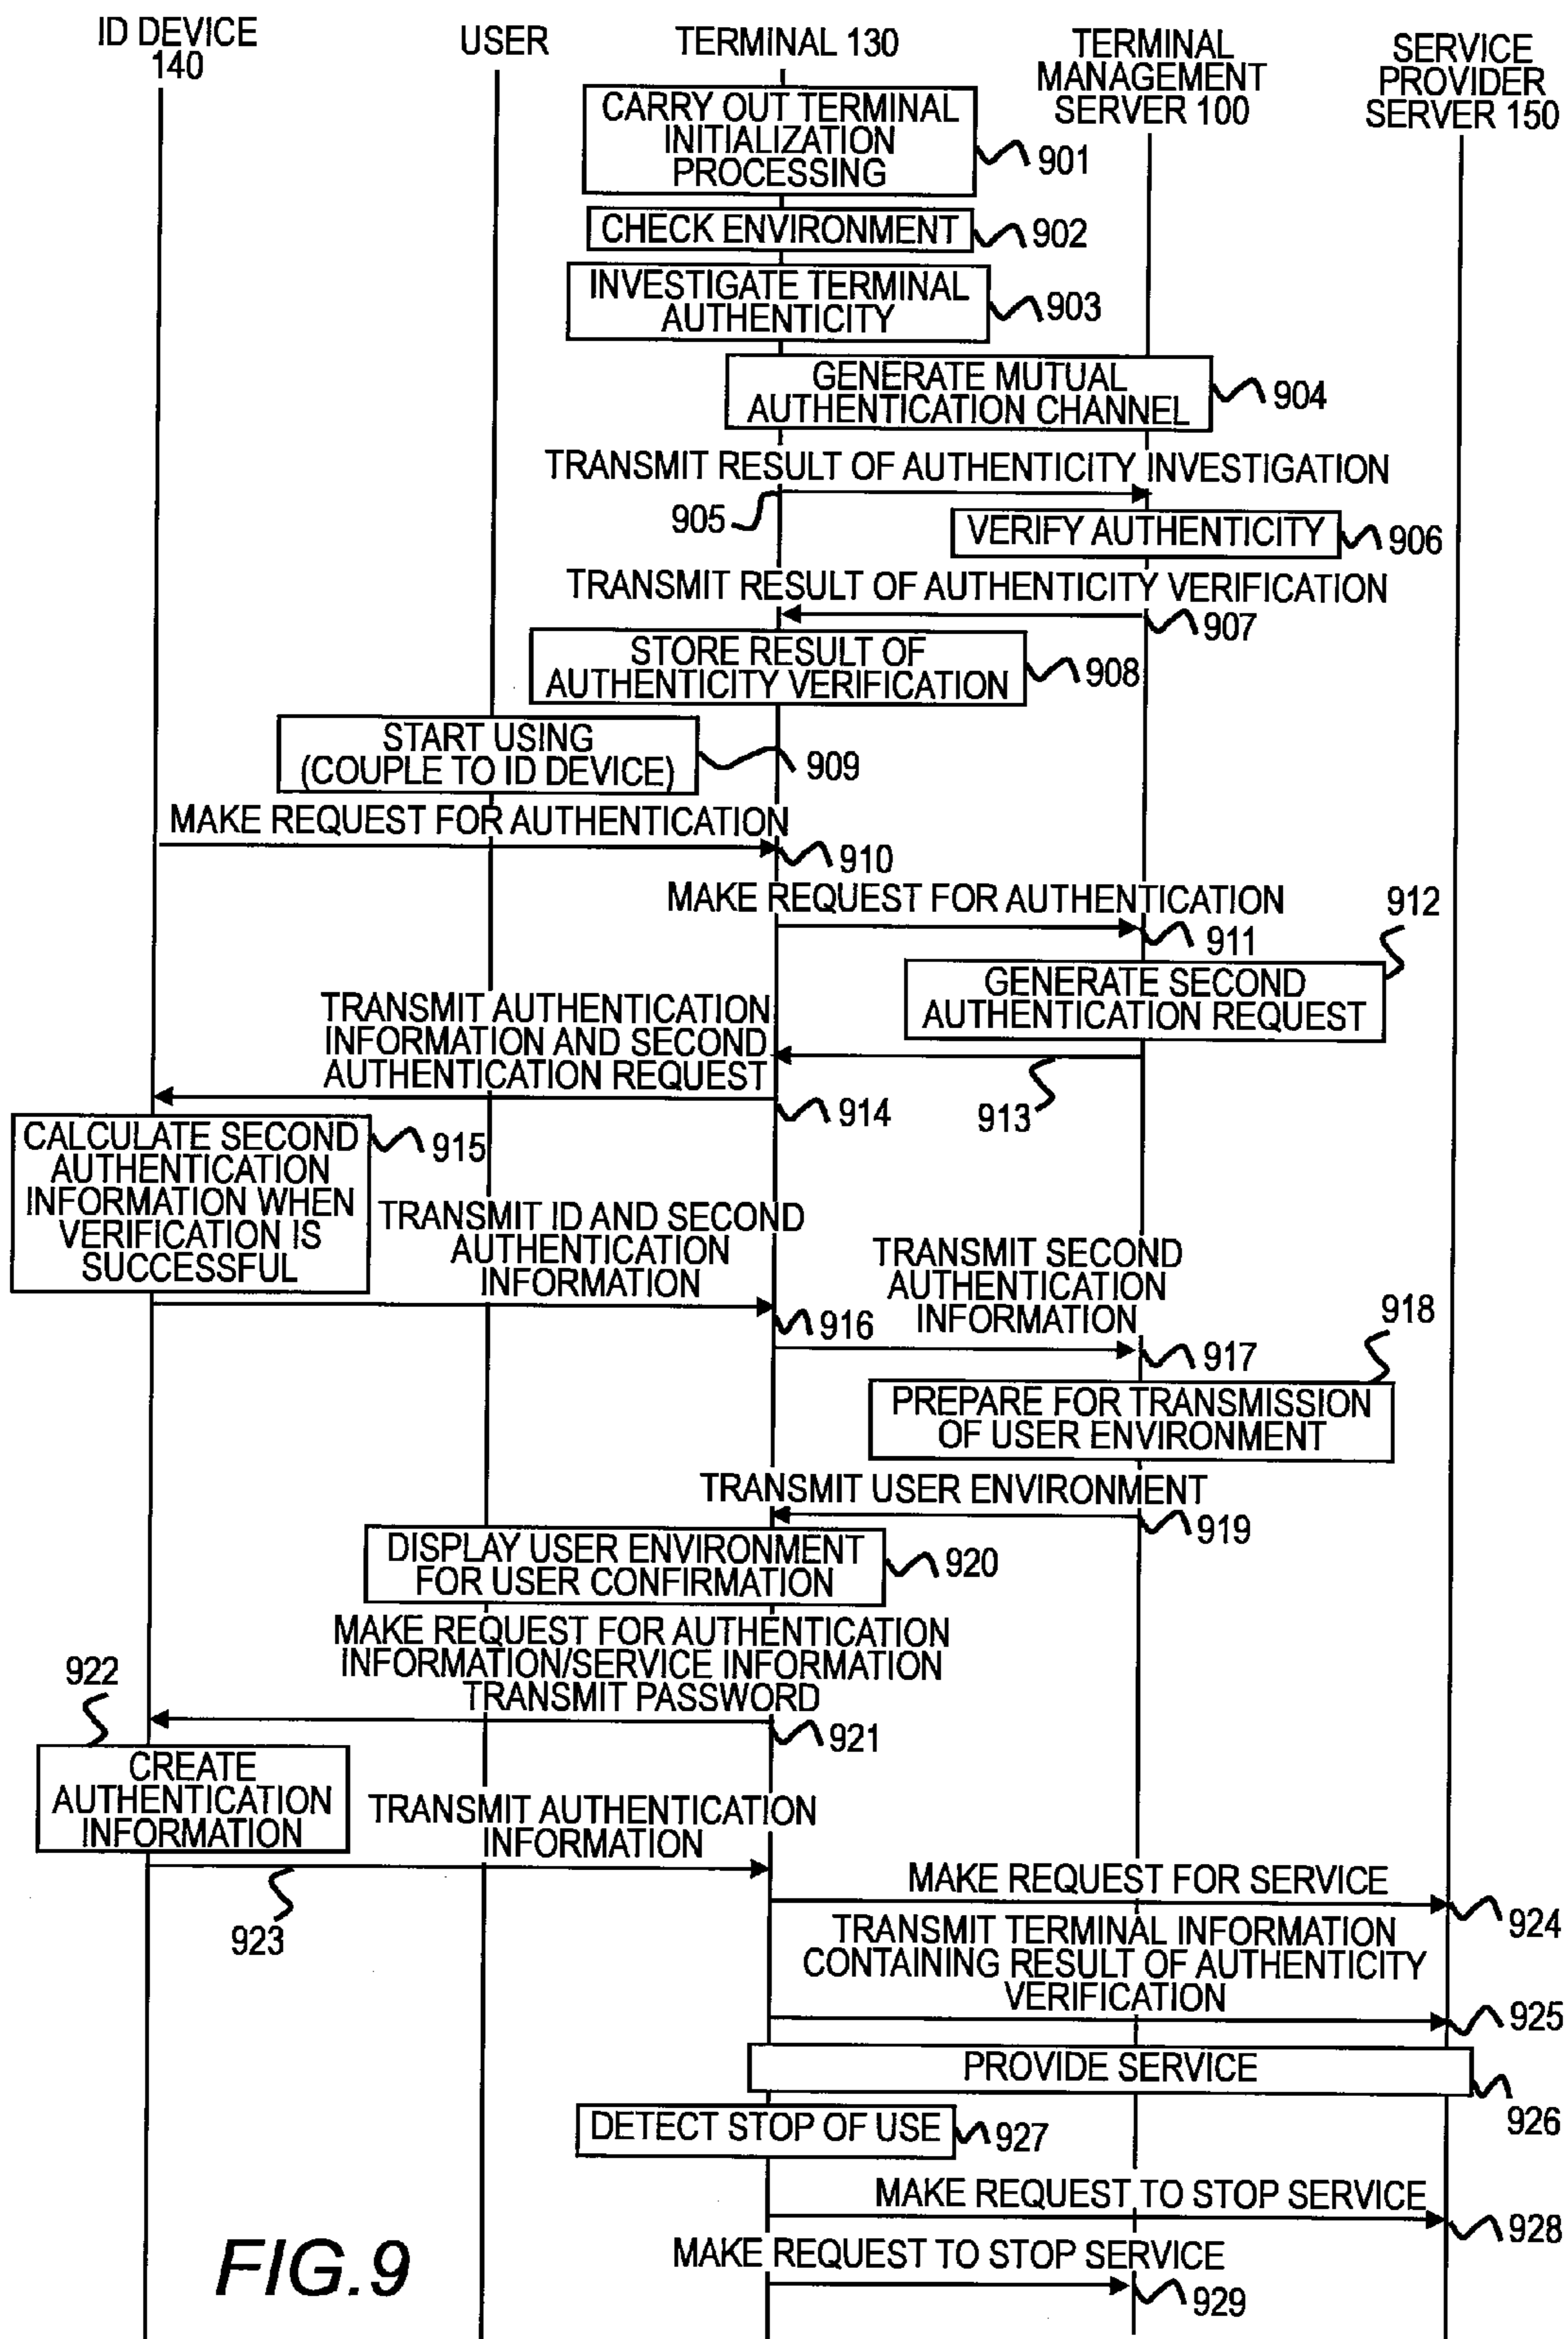 ID DEVICE
140
USER
TERMINAL 130
TERMINAL
MANAGEMENT
SERVER 100
SERVICE
PROVIDER
SERVER 150
CARRY OUT TERMINAL
INITIALIZATION
PROCESSING
901
CHECK ENVIRONMENT
902
INVESTIGATE TERMINAL
AUTHENTICITY
903
GENERATE MUTUAL
AUTHENTICATION CHANNEL
904
TRANSMIT RESULT OF AUTHENTICITY INVESTIGATION
905
VERIFY AUTHENTICITY
906
TRANSMIT RESULT OF AUTHENTICITY VERIFICATION
907
STORE RESULT OF
AUTHENTICITY VERIFICATION
908
START USING
(COUPLE TO ID DEVICE)
909
MAKE REQUEST FOR AUTHENTICATION
910
MAKE REQUEST FOR AUTHENTICATION
911
912
GENERATE SECOND
AUTHENTICATION REQUEST
TRANSMIT AUTHENTICATION
INFORMATION AND SECOND
AUTHENTICATION REQUEST
913
914
CALCULATE SECOND
AUTHENTICATION
INFORMATION WHEN
VERIFICATION IS
SUCCESSFUL
915
TRANSMIT ID AND SECOND
AUTHENTICATION
INFORMATION
916
TRANSMIT SECOND
AUTHENTICATION
INFORMATION
917
918
PREPARE FOR TRANSMISSION
OF USER ENVIRONMENT
TRANSMIT USER ENVIRONMENT
919
DISPLAY USER ENVIRONMENT
FOR USER CONFIRMATION
920
MAKE REQUEST FOR AUTHENTICATION
INFORMATION/SERVICE INFORMATION
TRANSMIT PASSWORD
921
922
CREATE
AUTHENTICATION
INFORMATION
TRANSMIT AUTHENTICATION
INFORMATION
923
MAKE REQUEST FOR SERVICE
924
TRANSMIT TERMINAL INFORMATION
CONTAINING RESULT OF AUTHENTICITY
VERIFICATION
925
PROVIDE SERVICE
926
DETECT STOP OF USE
927
MAKE REQUEST TO STOP SERVICE
928
MAKE REQUEST TO STOP SERVICE
929
FIG.9